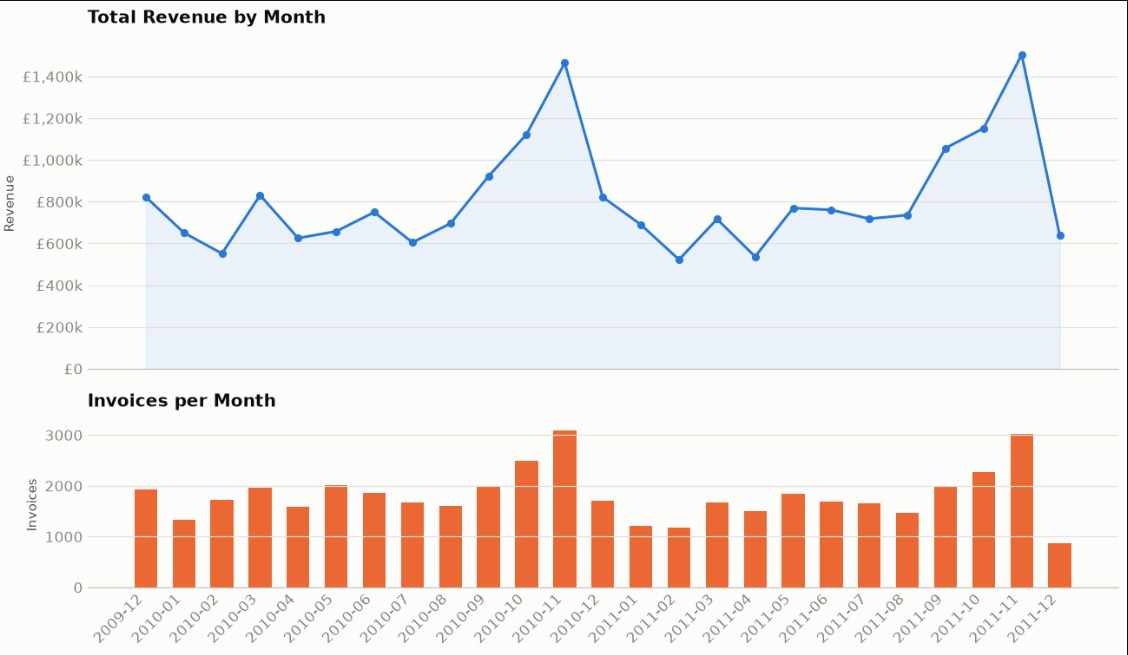 Total Revenue by Month
£1,400k
£1,200k
£1,000k
£800k
£600k
£400k
£200k
£0
Revenue
Invoices per Month
3000
2000
1000
0
Invoices
2009-12
2010-01
2010-02
2010-03
2010-04
2010-05
2010-06
2010-07
2010-08
2010-09
2010-10
2010-11
2010-12
2011-01
2011-02
2011-03
2011-04
2011-05
2011-06
2011-07
2011-08
2011-09
2011-10
2011-11
2011-12